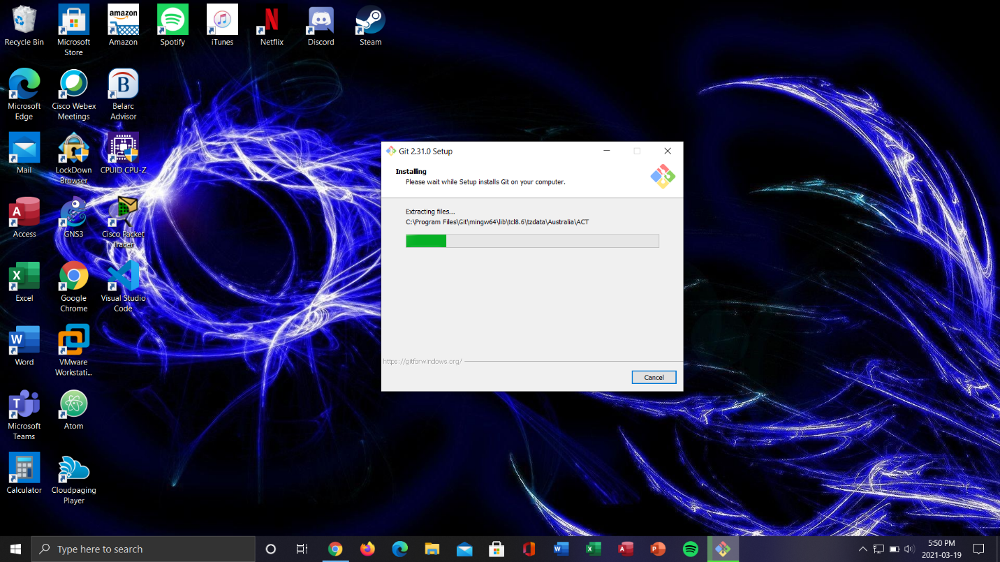 amazon
Recycle Bin
Microsoft
Store
Amazon
Spotify
iTunes
Netflix
Discord
Steam
B
Microsoft
Edge
Cisco Webex
Meetings
Belarc
Advisor
Mail
LockDown
Browser
CPUID CPU-Z
A
Access
GNS3
Cisco Packet
Tracer
X
Excel
Google
Chrome
Visual Studio
Code
W
Word
VMware
Workstati...
T
Microsoft
Teams
Atom
Calculator
Cloudpaging
Player
Git 2.31.0 Setup
Installing
Please wait while Setup installs Git on your computer.
Extracting files...
C:\Program Files\Git\mingw64\lib\tcl8.6\tzdata\Australia\ACT
https://gitforwindows.org/
Cancel
Type here to search
W
X
A
P
5:50 PM
2021-03-19